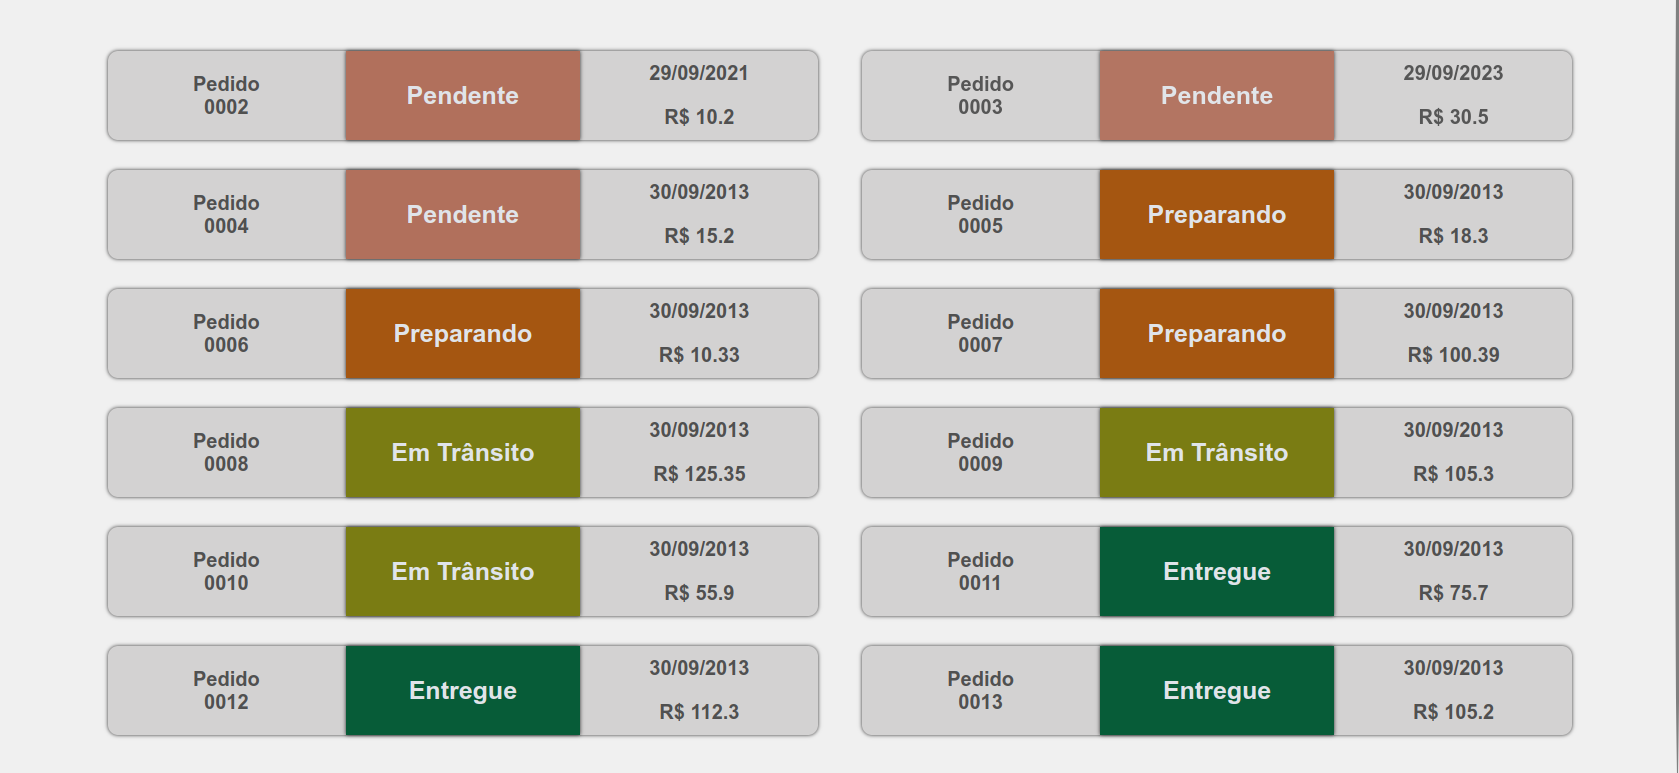 Pedido
0002
Pendente
29/09/2021
R$ 10.2
Pedido
0003
Pendente
29/09/2023
R$ 30.5
Pedido
0004
Pendente
30/09/2013
R$ 15.2
Pedido
0005
Preparando
30/09/2013
R$ 18.3
Pedido
0006
Preparando
30/09/2013
R$ 10.33
Pedido
0007
Preparando
30/09/2013
R$ 100.39
Pedido
0008
Em Trânsito
30/09/2013
R$ 125.35
Pedido
0009
Em Trânsito
30/09/2013
R$ 105.3
Pedido
0010
Em Trânsito
30/09/2013
R$ 55.9
Pedido
0011
Entregue
30/09/2013
R$ 75.7
Pedido
0012
Entregue
30/09/2013
R$ 112.3
Pedido
0013
Entregue
30/09/2013
R$ 105.2